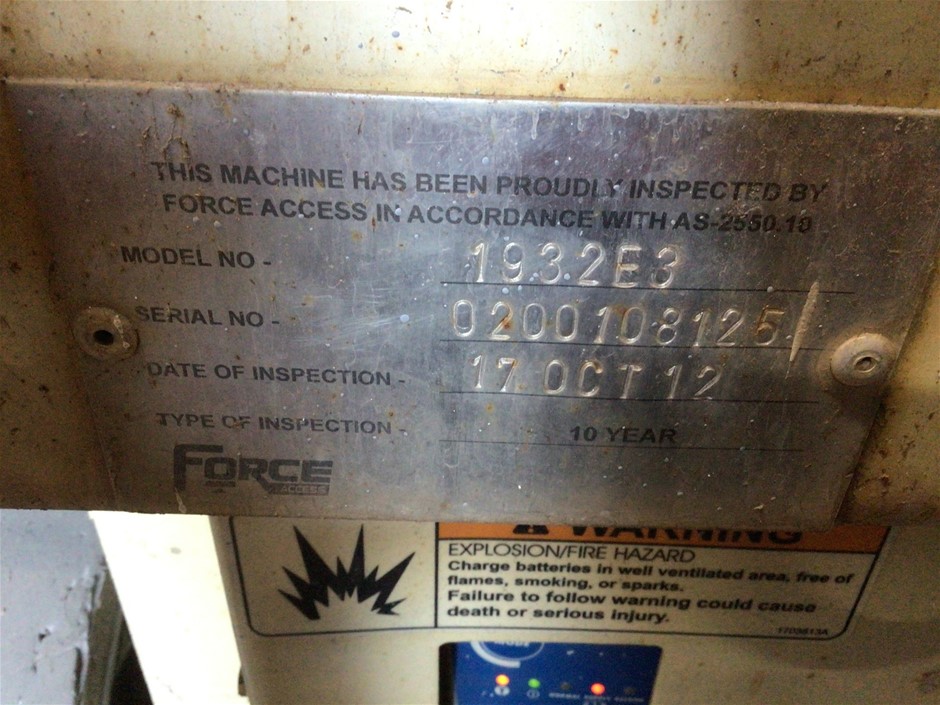 THIS MACHINE HAS BEEN PROUDLY INSPECTED BY
FORCE ACCESS IN ACCORDANCE WITH AS-2550.10
MODEL NO - 1932E3
SERIAL NO - 0200108125
DATE OF INSPECTION - 17 OCT 12
TYPE OF INSPECTION - 10 YEAR
FORCE
ACCESS
WARNING
EXPLOSION/FIRE HAZARD
Charge batteries in well ventilated area, free of
flames, smoking, or sparks.
Failure to follow warning could cause
death or serious injury.
1703813A